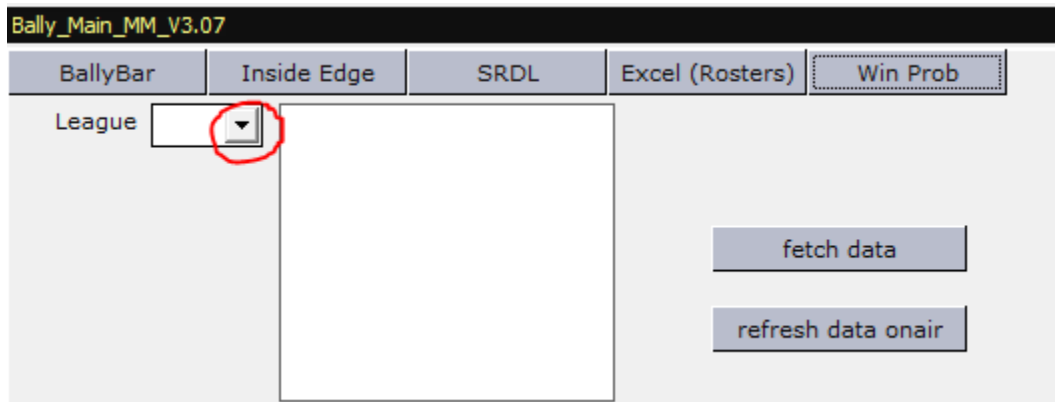 Bally_Main_MM_V3.07
BallyBar Inside Edge SRDL Excel (Rosters) Win Prob
League
fetch data
refresh data onair